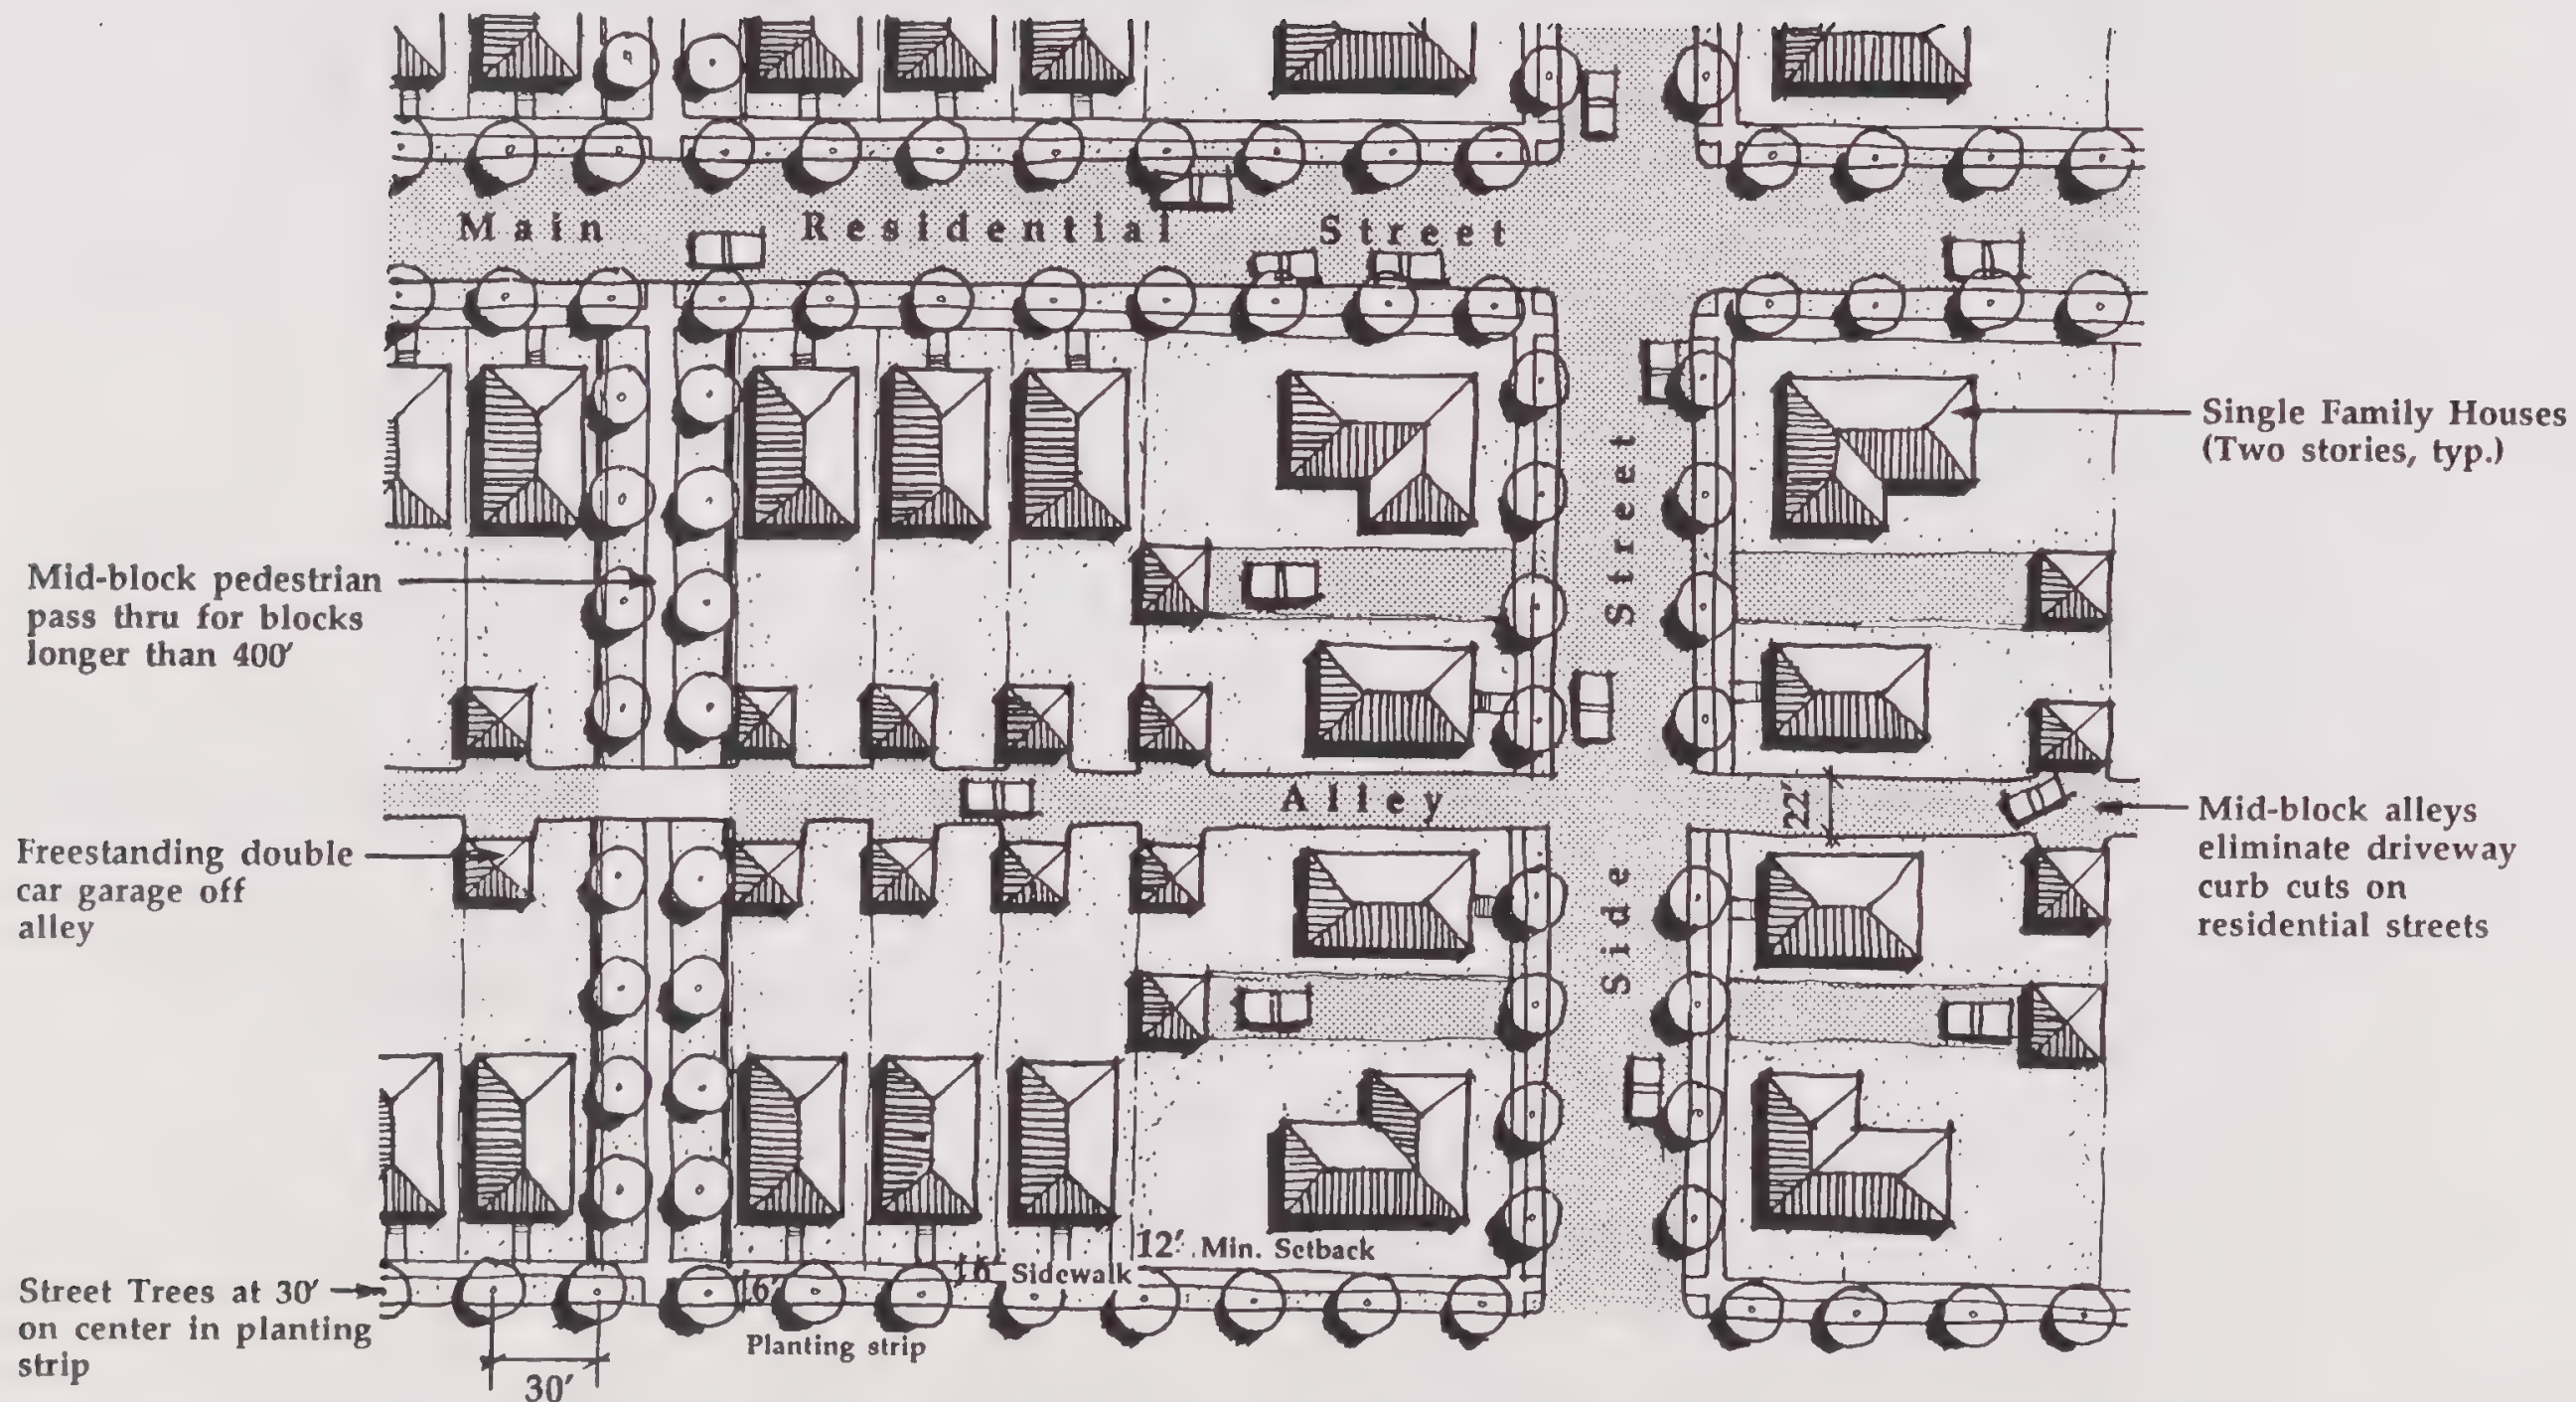 Main Residential Street
Single Family Houses
(Two stories, typ.)
Side Street
Mid-block pedestrian
pass thru for blocks
longer than 400'
Alley
22'
Mid-block alleys
eliminate driveway
curb cuts on
residential streets
Freestanding double
car garage off
alley
12' Min. Setback
Sidewalk
6'
Planting strip
Street Trees at 30'
on center in planting
strip
30'